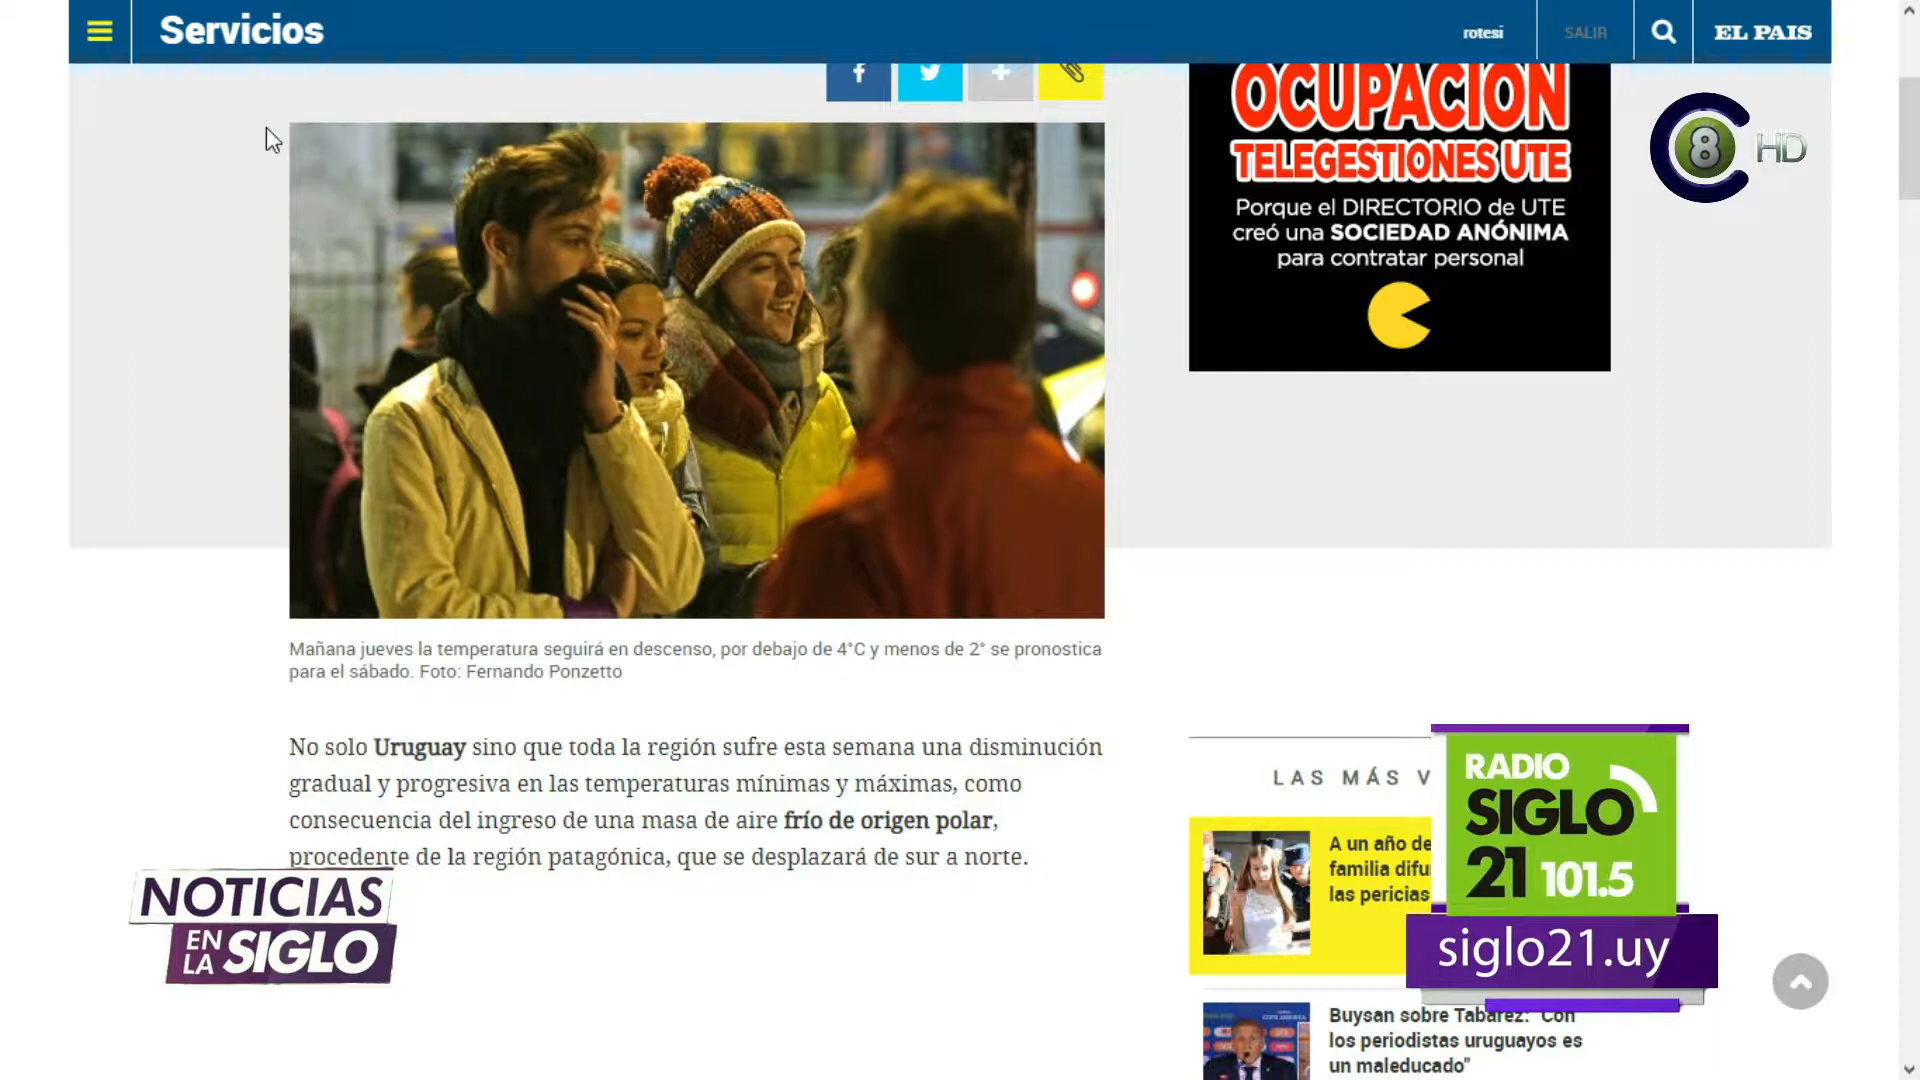 Servicios
rotesi
SALIR
EL PAIS
OCUPACIÓN
TELEGESTIONES UTE
Porque el DIRECTORIO de UTE
creó una SOCIEDAD ANÓNIMA
para contratar personal
8 HD
Mañana jueves la temperatura seguirá en descenso, por debajo de 4°C y menos de 2° se pronostica
para el sábado. Foto: Fernando Ponzetto
No solo Uruguay sino que toda la región sufre esta semana una disminución
gradual y progresiva en las temperaturas mínimas y máximas, como
consecuencia del ingreso de una masa de aire frío de origen polar,
procedente de la región patagónica, que se desplazará de sur a norte.
NOTICIAS
EN LA SIGLO
LAS MÁS V
A un año de
familia difu
las pericias
RADIO
SIGLO
21 101.5
siglo21.uy
Buysan sobre Tabárez: "Con
los periodistas uruguayos es
un maleducado"